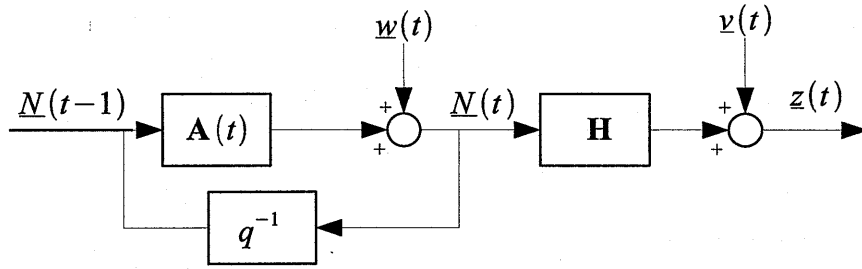 w(t)
v(t)
N(t−1)
A(t)
+
+
N(t)
H
+
+
z(t)
q⁻¹